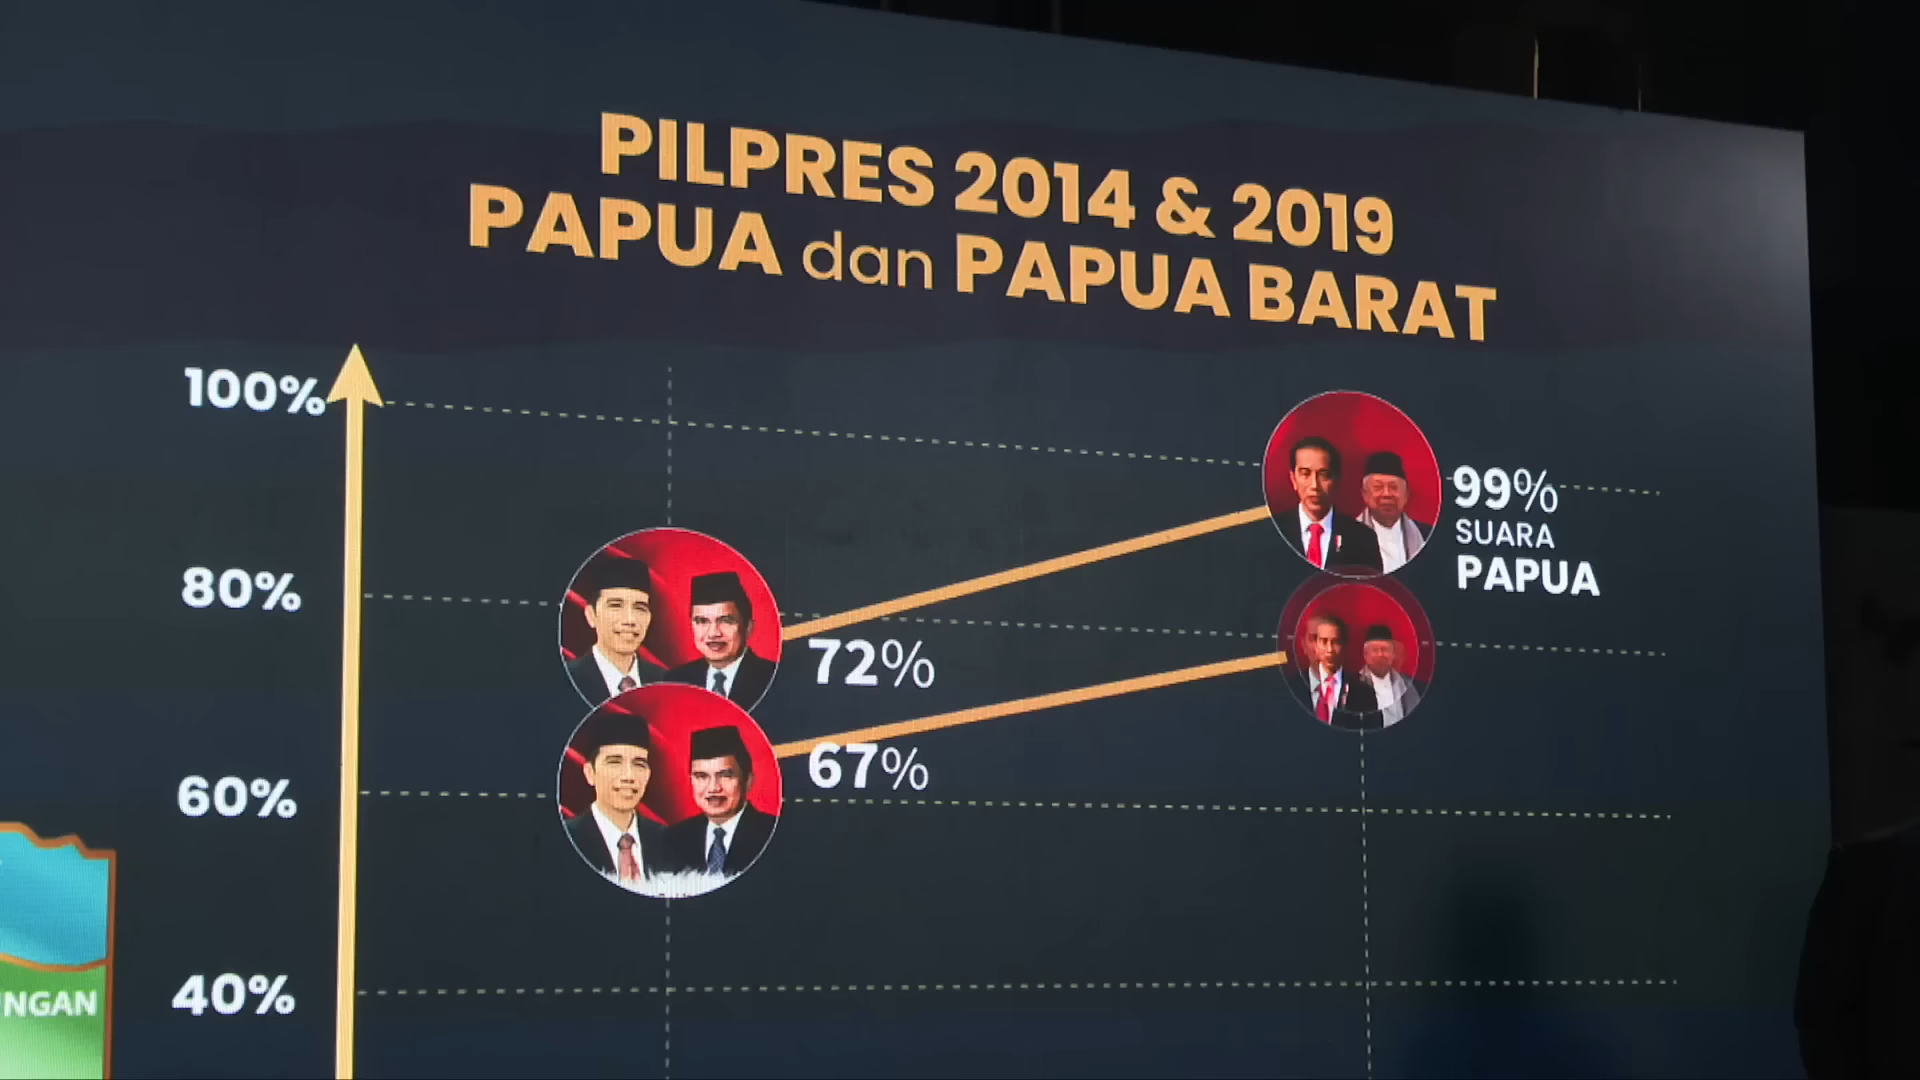 PILPRES 2014 & 2019
PAPUA dan PAPUA BARAT
100%
99%
SUARA
PAPUA
80%
72%
67%
60%
40%
NGAN